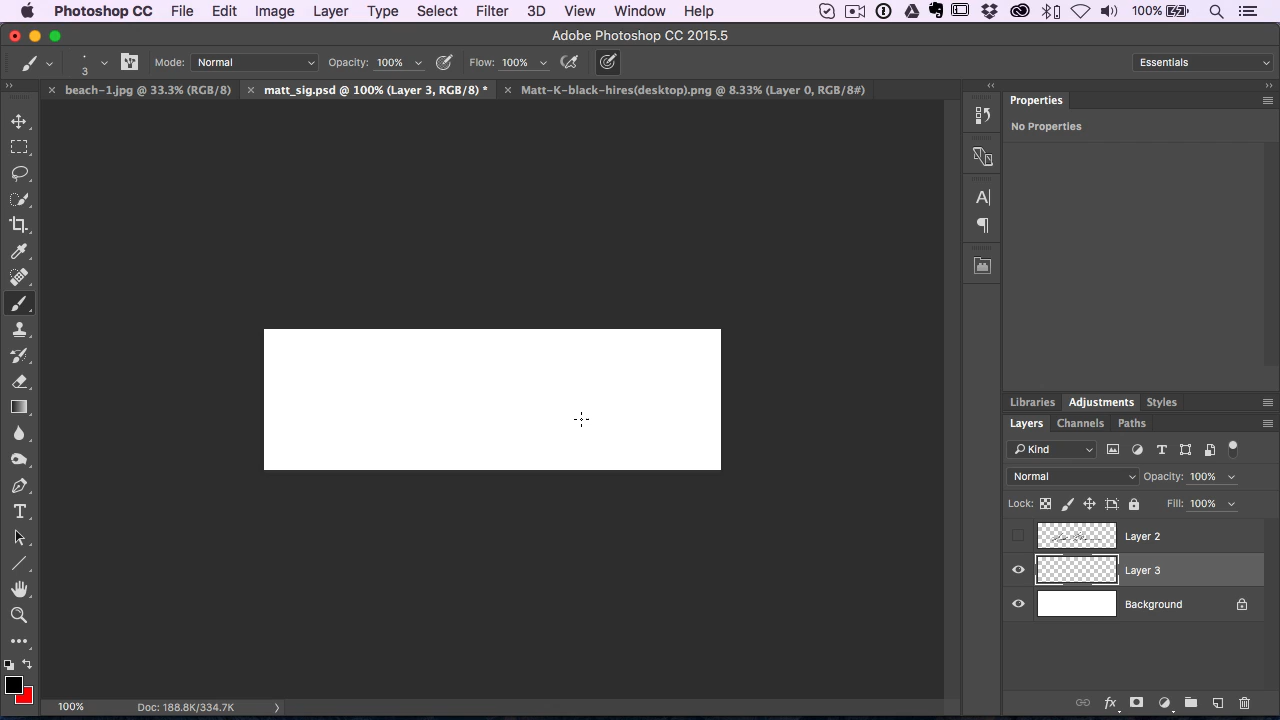 Photoshop CC File Edit Image Layer Type Select Filter 3D View Window Help 100%
Adobe Photoshop CC 2015.5
3 Mode: Normal Opacity: 100% Flow: 100% Essentials
beach-1.jpg @ 33.3% (RGB/8) matt_sig.psd @ 100% (Layer 3, RGB/8) * Matt-K-black-hires(desktop).png @ 8.33% (Layer 0, RGB/8#)
Properties
No Properties
Libraries Adjustments Styles
Layers Channels Paths
Kind
Normal Opacity: 100%
Lock: Fill: 100%
Layer 2
Layer 3
Background
100% Doc: 188.8K/334.7K